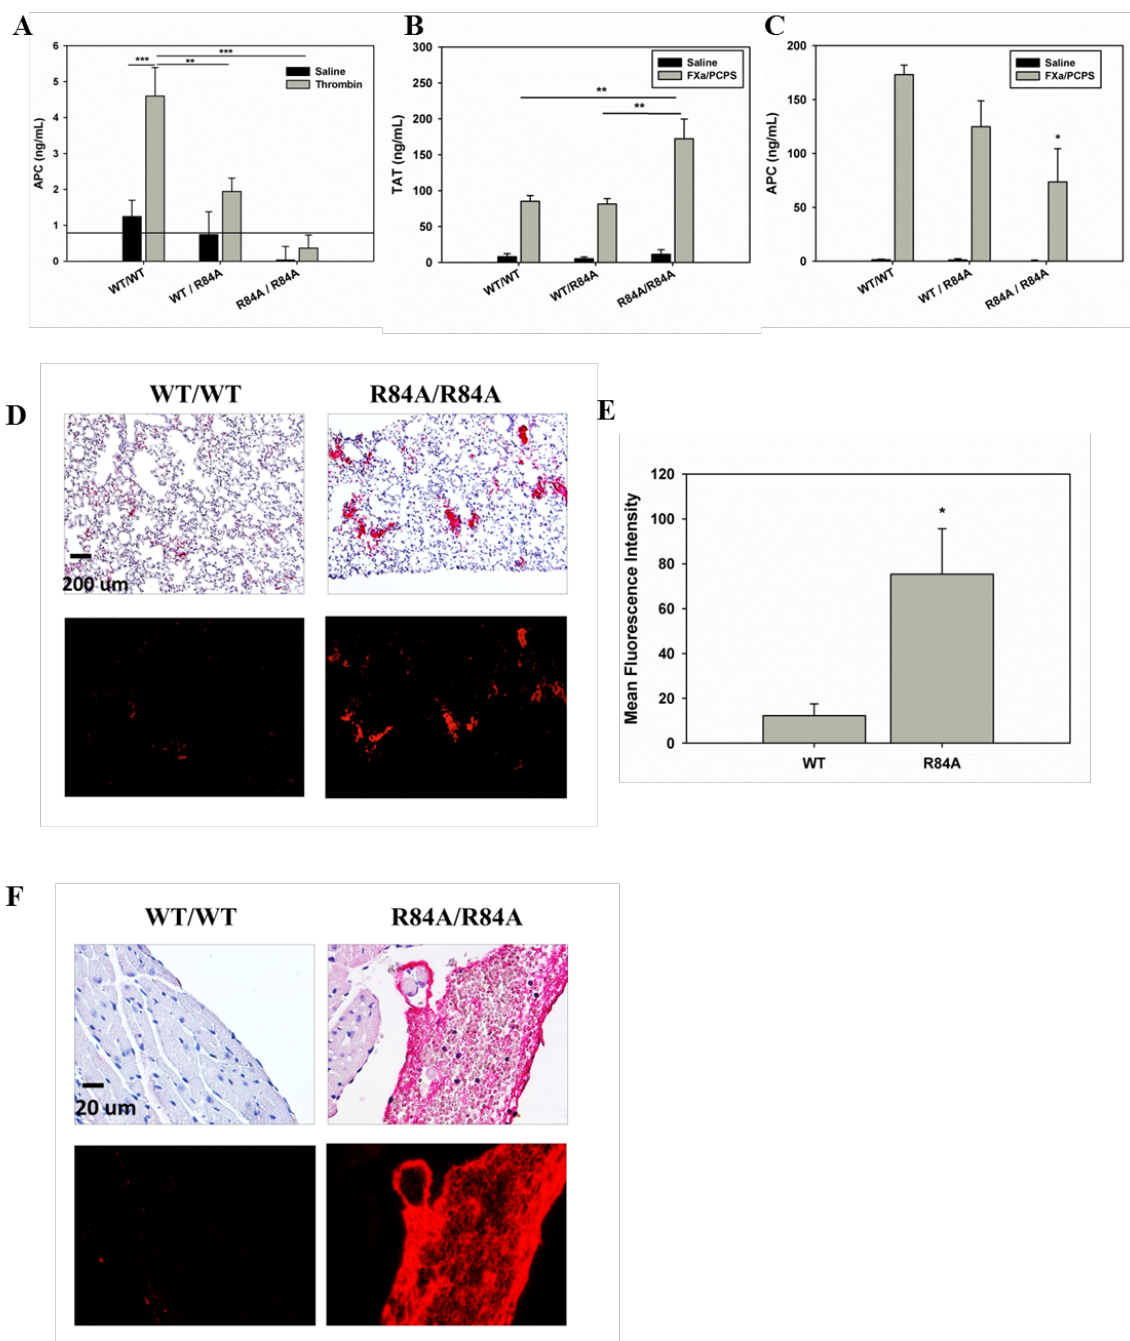 A
6
5
4
3
2
1
0
APC (ng/mL)
***
***
**
Saline
Thrombin
WT/WT
WT / R84A
R84A / R84A
B
300
250
200
150
100
50
0
TAT (ng/mL)
Saline
FXa/PCPS
**
**
WT/WT
WT/R84A
R84A/R84A
C
200
150
100
50
0
APC (ng/mL)
Saline
FXa/PCPS
*
WT/WT
WT / R84A
R84A / R84A
D
WT/WT
R84A/R84A
200 um
E
120
100
80
60
40
20
0
Mean Fluorescence Intensity
*
WT
R84A
F
WT/WT
R84A/R84A
20 um